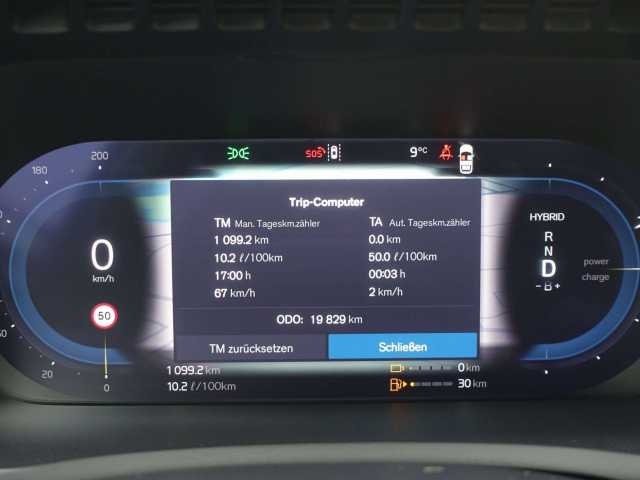 200
180
SOS
9°C
Trip-Computer
TM Man. Tageskm.zähler
TA Aut. Tageskm.zähler
1 099.2 km
0.0 km
10.2 ℓ/100km
50.0 ℓ/100km
17:00 h
00:03 h
67 km/h
2 km/h
ODO: 19 829 km
TM zurücksetzen
Schließen
0
km/h
50
20
0
HYBRID
R
N
D
- B +
power
charge
1 099.2 km
0 km
10.2 ℓ/100km
30 km